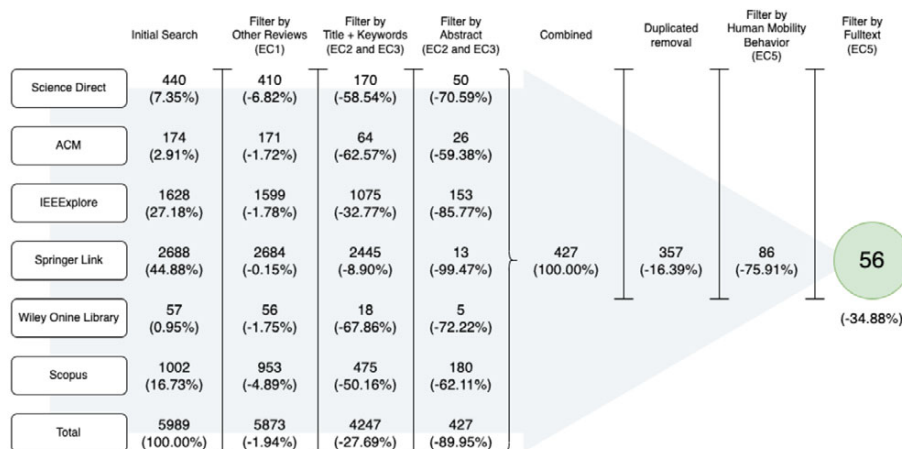 Initial Search
Filter by
Other Reviews
(EC1)
Filter by
Title + Keywords
(EC2 and EC3)
Filter by
Abstract
(EC2 and EC3)
Combined
Duplicated
removal
Filter by
Human Mobility
Behavior
(EC5)
Filter by
Fulltext
(EC5)
Science Direct
440 410 170 50
(7.35%) (-6.82%) (-58.54%) (-70.59%)
ACM
174 171 64 26
(2.91%) (-1.72%) (-62.57%) (-59.38%)
IEEExplore
1628 1599 1075 153
(27.18%) (-1.78%) (-32.77%) (-85.77%)
Springer Link
2688 2684 2445 13 427 357 86
(44.88%) (-0.15%) (-8.90%) (-99.47%) (100.00%) (-16.39%) (-75.91%)
56
(-34.88%)
Wiley Onine Library
57 56 18 5
(0.95%) (-1.75%) (-67.86%) (-72.22%)
Scopus
1002 953 475 180
(16.73%) (-4.89%) (-50.16%) (-62.11%)
Total
5989 5873 4247 427
(100.00%) (-1.94%) (-27.69%) (-89.95%)